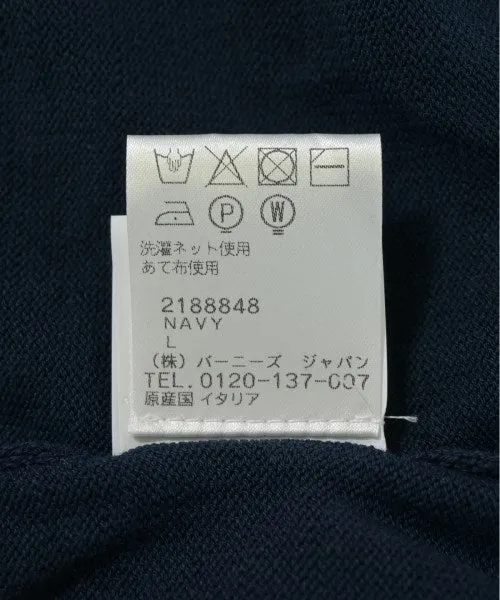 P W
洗濯ネット使用
あて布使用
2188848
NAVY
L
(株) バーニーズ ジャパン
TEL. 0120-137-007
原産国 イタリア